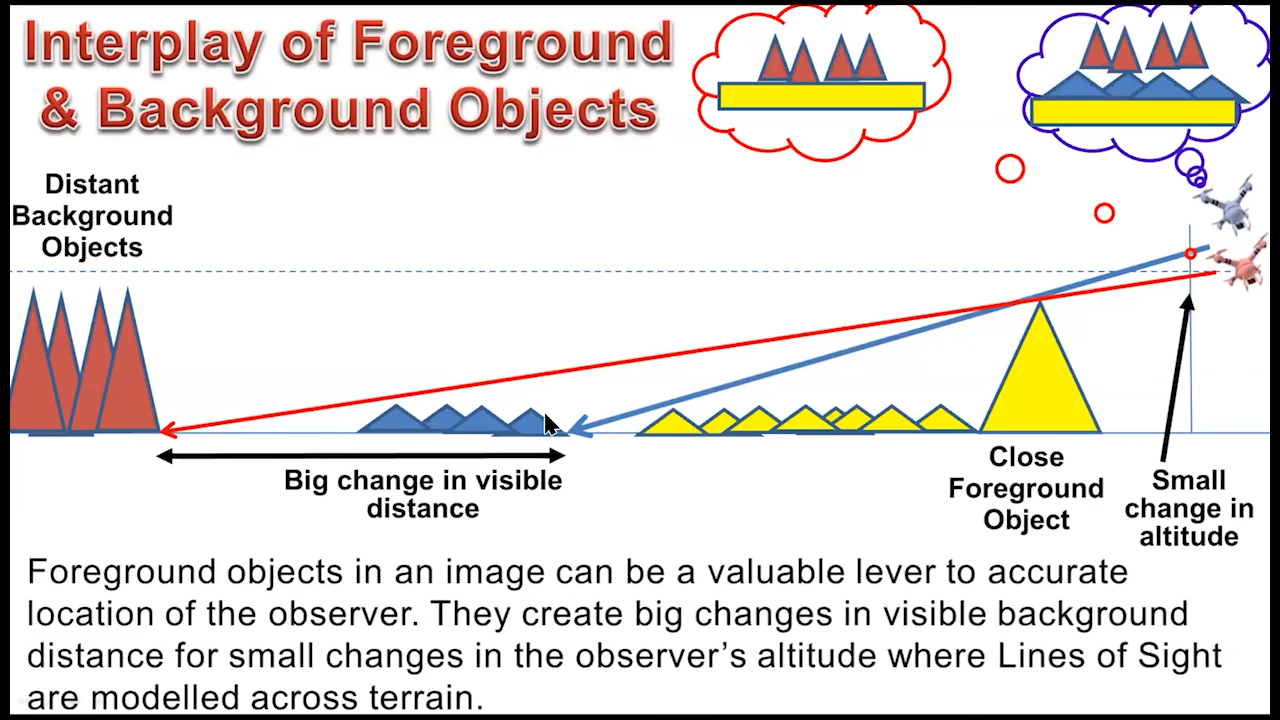 Interplay of Foreground
& Background Objects
Distant
Background
Objects
Big change in visible
distance
Close
Foreground
Object
Small
change in
altitude
Foreground objects in an image can be a valuable lever to accurate
location of the observer. They create big changes in visible background
distance for small changes in the observer’s altitude where Lines of Sight
are modelled across terrain.